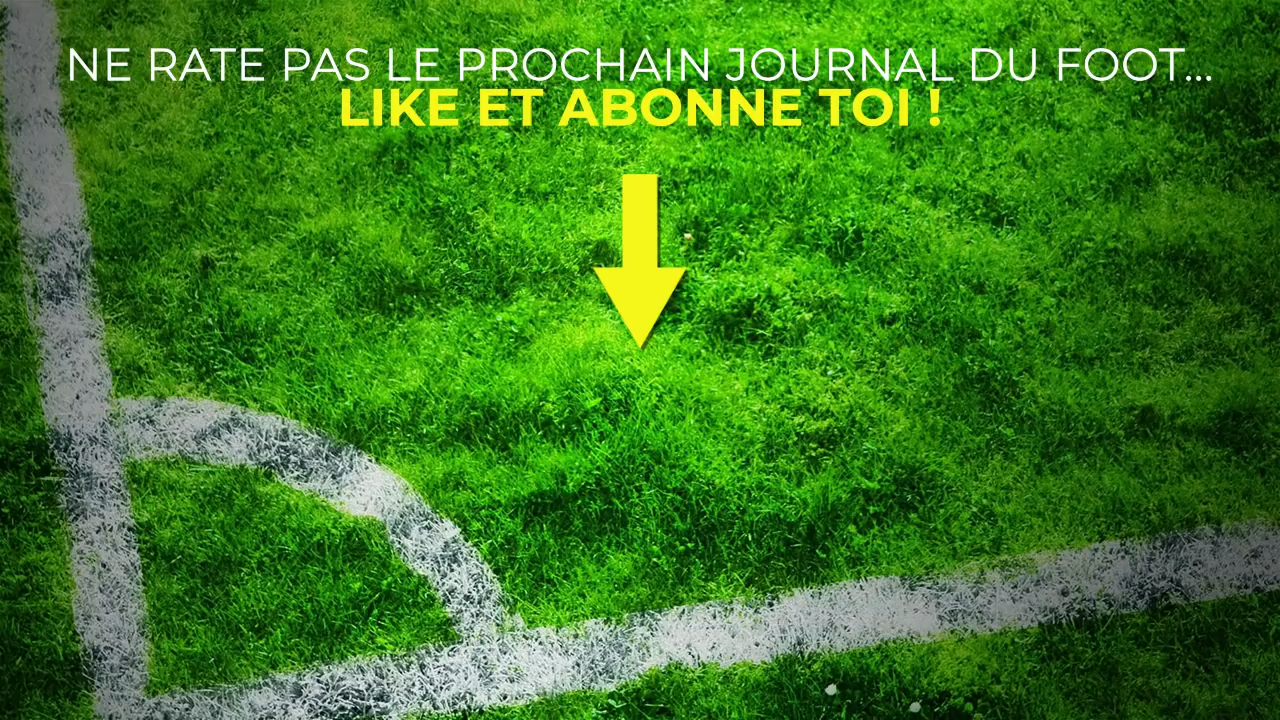 NE RATE PAS LE PROCHAIN JOURNAL DU FOOT...
LIKE ET ABONNE TOI !